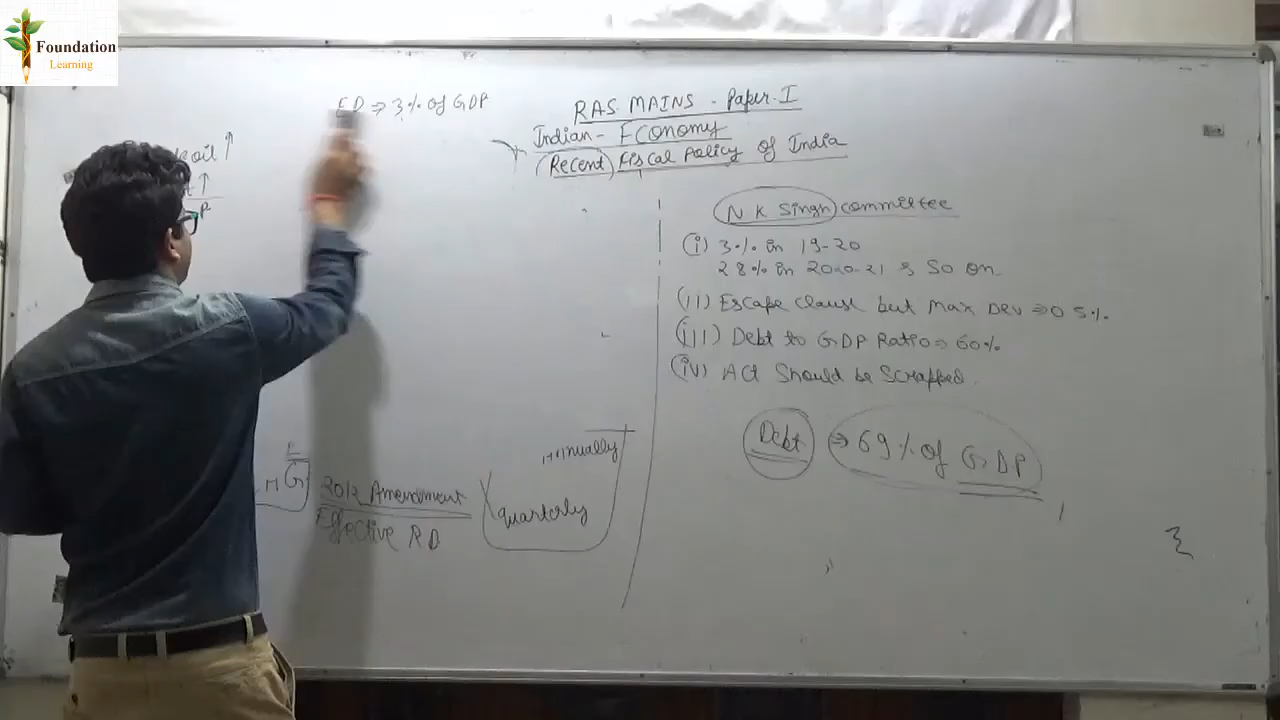 Foundation
Learning
FD ⇒ 3% of GDP
RAS MAINS - Paper-I
Indian - Economy
(Recent) Fiscal policy of India
oil ↑
↑
N K Singh committee
(i) 3% in 19-20
2 8% in 2020-21 & so on
(ii) Escape clause but max Dev ⇒ 0 5%
(iii) Debt to GDP Ratio ⇒ 60%
(iv) Act should be scrapped
Debt ⇒ 69% of GDP
G
2012 Amendment
Effective RD
quarterly